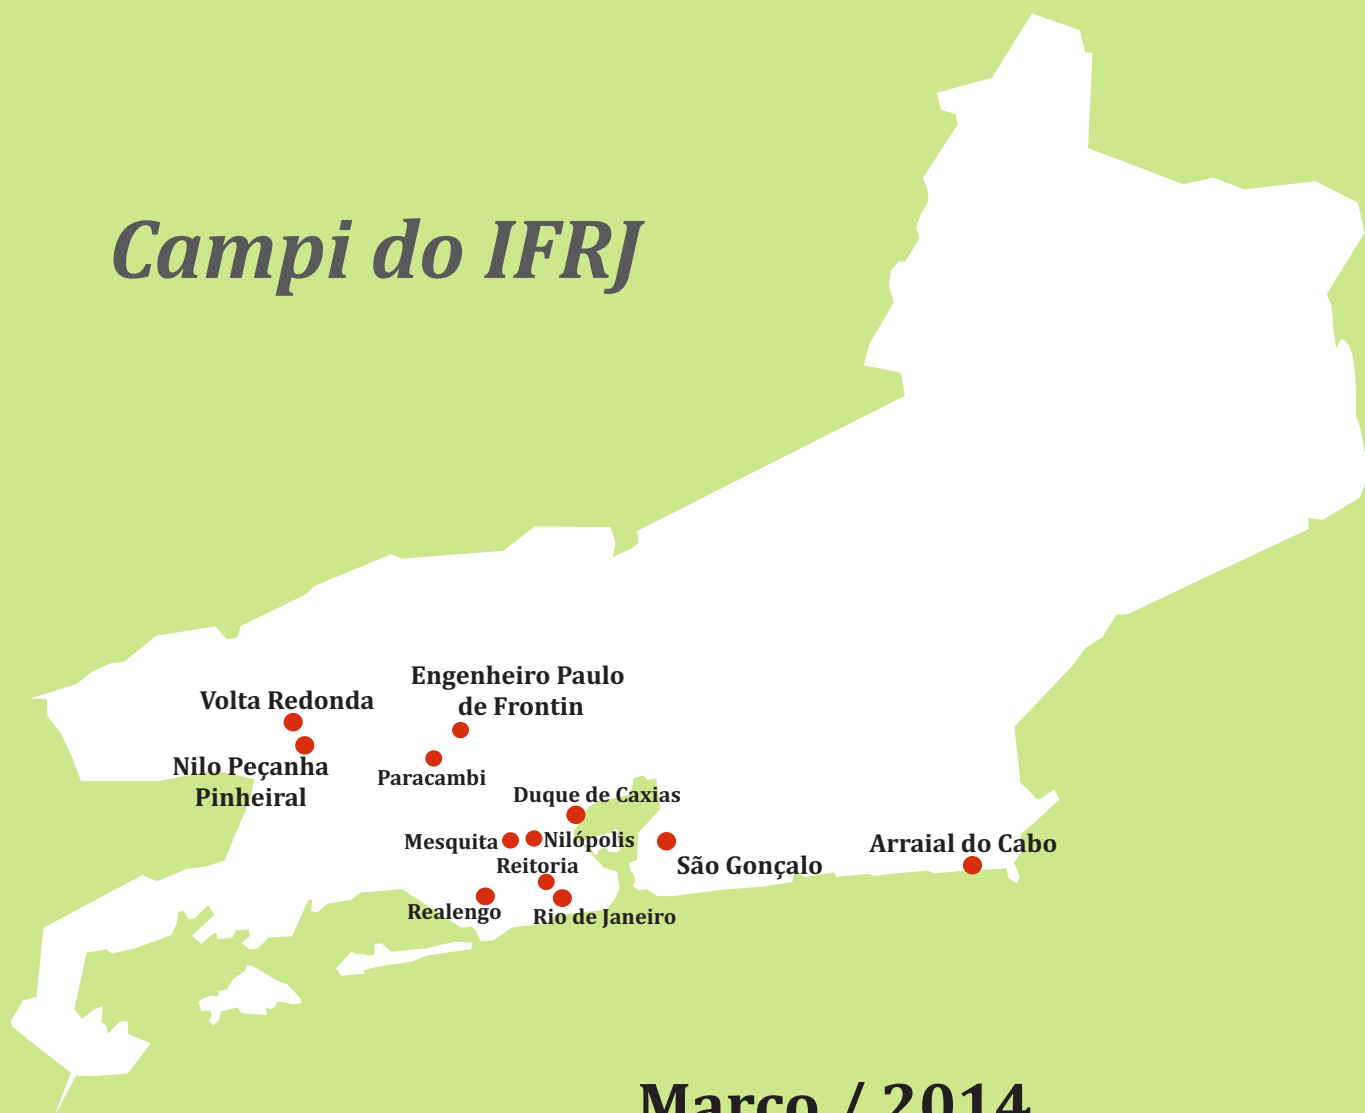 Campi do IFRJ
Engenheiro Paulo
de Frontin
Volta Redonda
Nilo Peçanha
Pinheiral
Paracambi
Duque de Caxias
Mesquita
Nilópolis
Reitoria
São Gonçalo
Arraial do Cabo
Realengo
Rio de Janeiro
Março / 2014